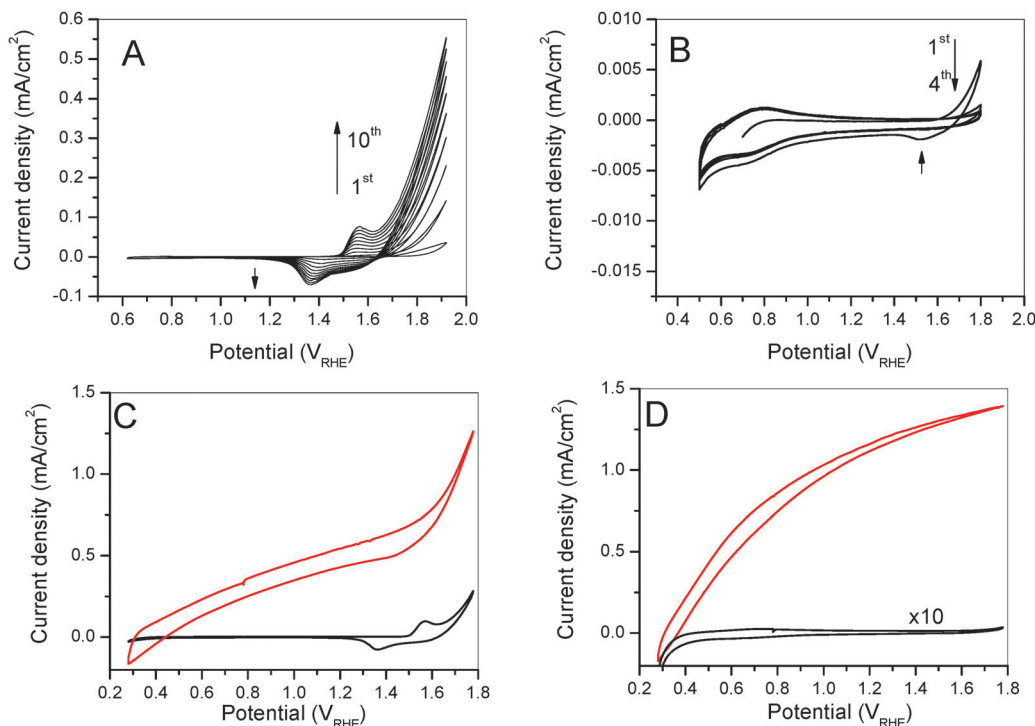 A
Current density (mA/cm²)
0.6
0.5
0.4
0.3
0.2
0.1
0.0
-0.1
10th
1st
0.6 0.8 1.0 1.2 1.4 1.6 1.8 2.0
Potential (VRHE)
B
Current density (mA/cm²)
0.010
0.005
0.000
-0.005
-0.010
-0.015
1st
4th
0.4 0.6 0.8 1.0 1.2 1.4 1.6 1.8 2.0
Potential (VRHE)
C
Current density (mA/cm²)
1.5
1.0
0.5
0.0
0.2 0.4 0.6 0.8 1.0 1.2 1.4 1.6 1.8
Potential (VRHE)
D
Current density (mA/cm²)
1.5
1.0
0.5
0.0
x10
0.2 0.4 0.6 0.8 1.0 1.2 1.4 1.6 1.8
Potential (VRHE)